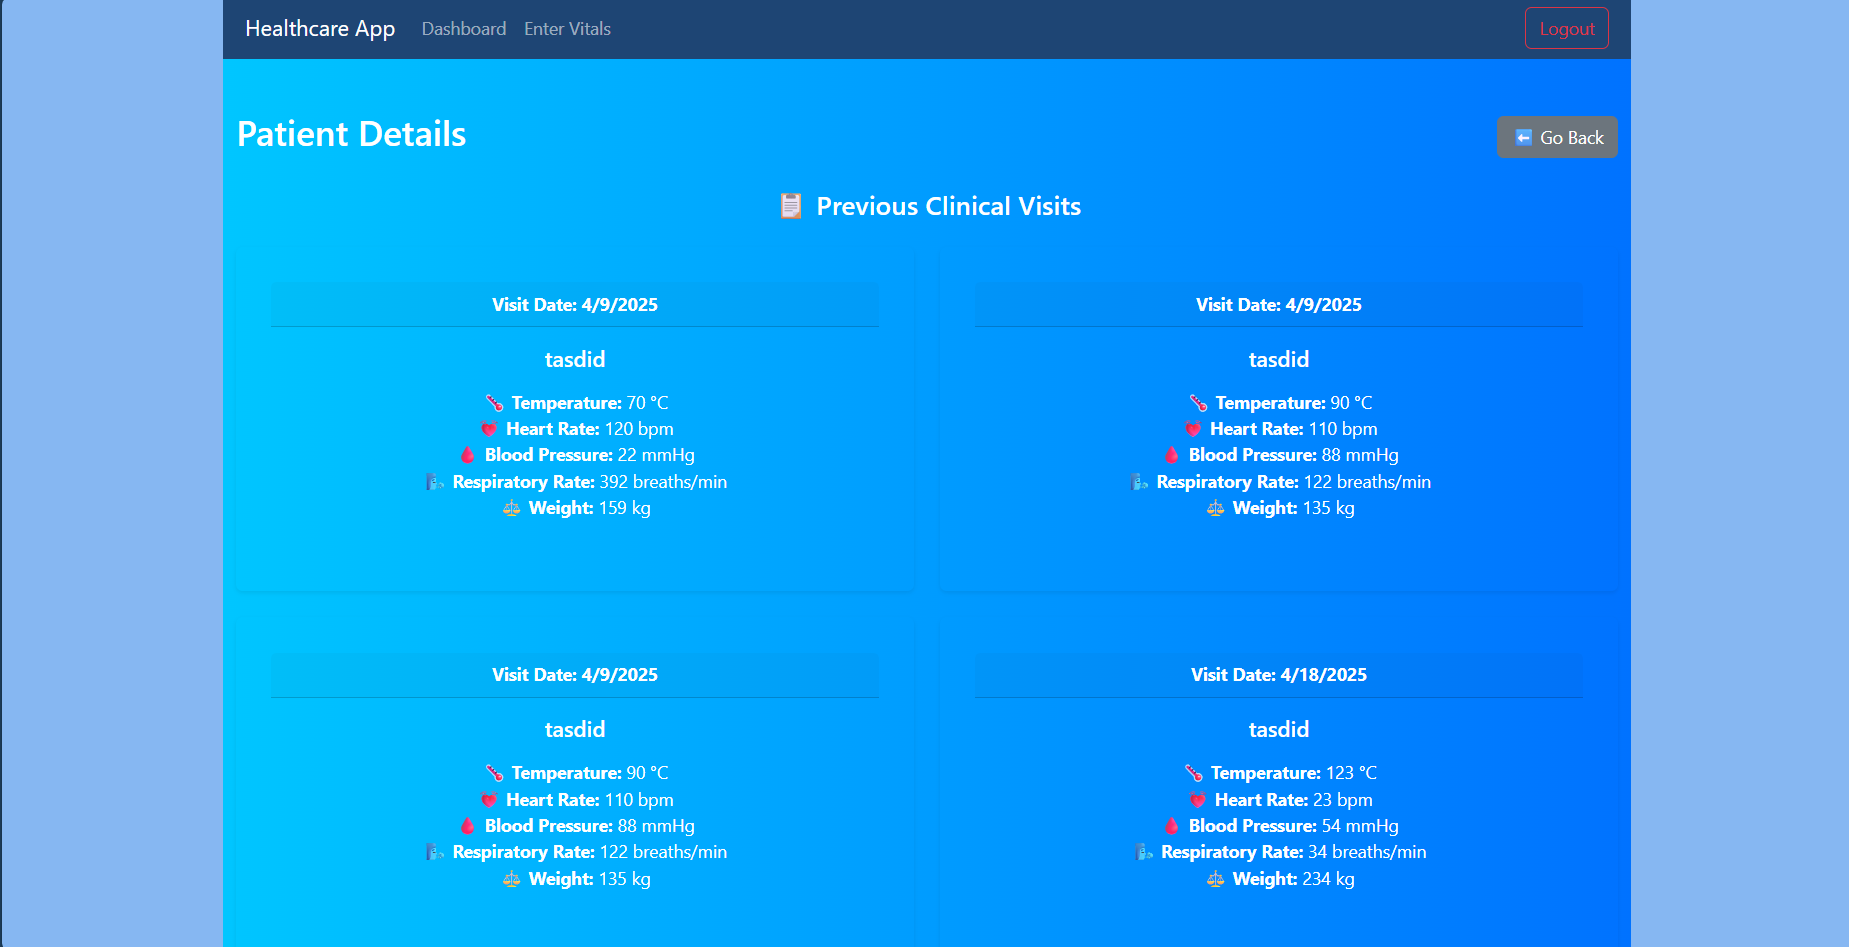 Healthcare App Dashboard Enter Vitals Logout
Patient Details
Go Back
Previous Clinical Visits
Visit Date: 4/9/2025
tasdid
Temperature: 70 °C
Heart Rate: 120 bpm
Blood Pressure: 22 mmHg
Respiratory Rate: 392 breaths/min
Weight: 159 kg
Visit Date: 4/9/2025
tasdid
Temperature: 90 °C
Heart Rate: 110 bpm
Blood Pressure: 88 mmHg
Respiratory Rate: 122 breaths/min
Weight: 135 kg
Visit Date: 4/9/2025
tasdid
Temperature: 90 °C
Heart Rate: 110 bpm
Blood Pressure: 88 mmHg
Respiratory Rate: 122 breaths/min
Weight: 135 kg
Visit Date: 4/18/2025
tasdid
Temperature: 123 °C
Heart Rate: 23 bpm
Blood Pressure: 54 mmHg
Respiratory Rate: 34 breaths/min
Weight: 234 kg